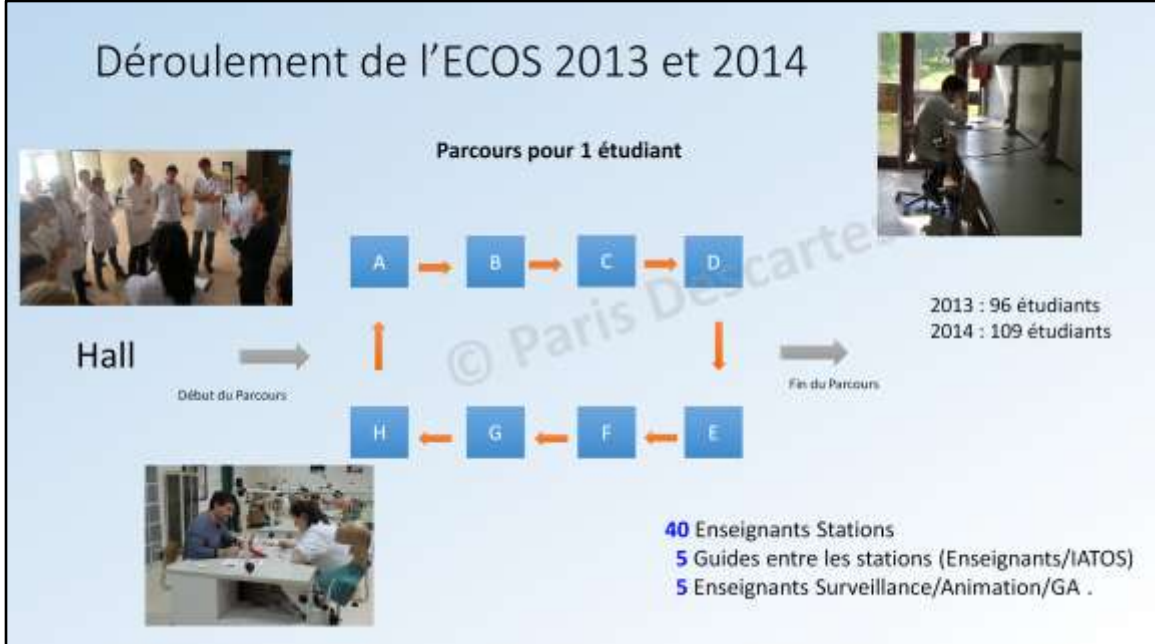 Déroulement de l'ECOS 2013 et 2014
Parcours pour 1 étudiant
A
B
C
D
© Paris Descartes
2013 : 96 étudiants
2014 : 109 étudiants
Hall
Début du Parcours
Fin du Parcours
H
G
F
E
40 Enseignants Stations
5 Guides entre les stations (Enseignants/IATOS)
5 Enseignants Surveillance/Animation/GA .